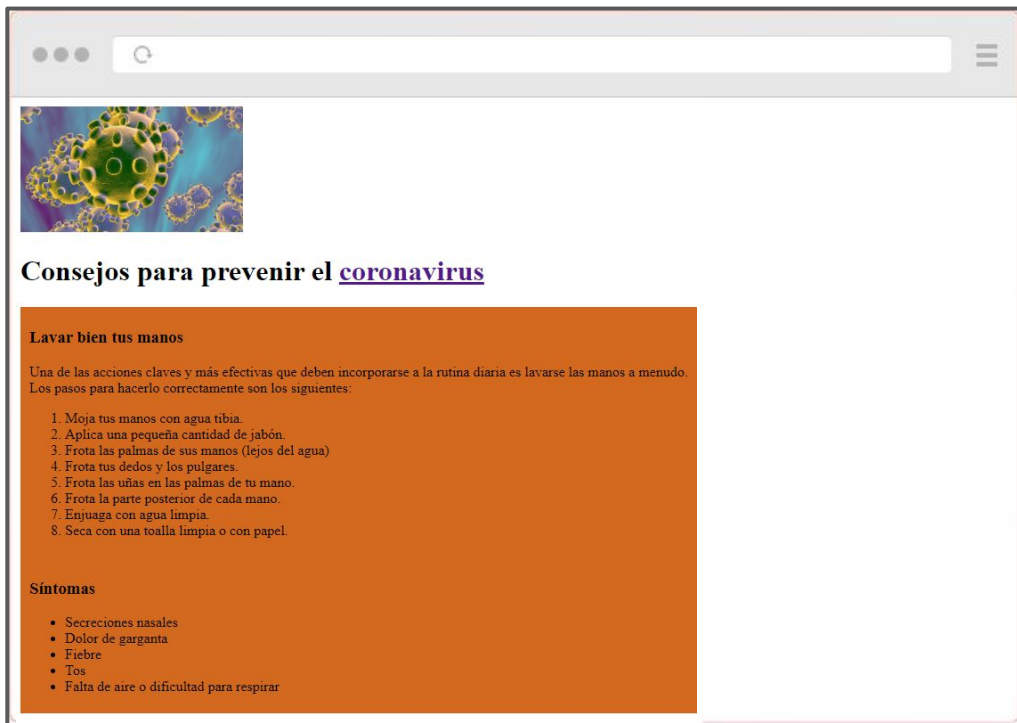 Consejos para prevenir el coronavirus
Lavar bien tus manos
Una de las acciones claves y más efectivas que deben incorporarse a la rutina diaria es lavarse las manos a menudo.
Los pasos para hacerlo correctamente son los siguientes:
1. Moja tus manos con agua tibia.
2. Aplica una pequeña cantidad de jabón.
3. Frota las palmas de sus manos (lejos del agua)
4. Frota tus dedos y los pulgares.
5. Frota las uñas en las palmas de tu mano.
6. Frota la parte posterior de cada mano.
7. Enjuaga con agua limpia.
8. Seca con una toalla limpia o con papel.
Síntomas
• Secreciones nasales
• Dolor de garganta
• Fiebre
• Tos
• Falta de aire o dificultad para respirar